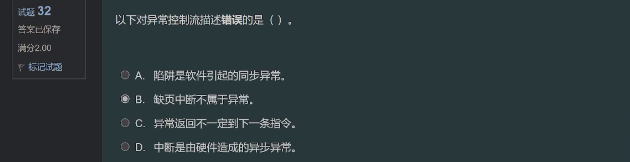 试题 32
答案已保存
满分2.00
标记试题
以下对异常控制流描述错误的是（ ）。
A. 陷阱是软件引起的同步异常。
B. 缺页中断不属于异常。
C. 异常返回不一定到下一条指令。
D. 中断是由硬件造成的异步异常。